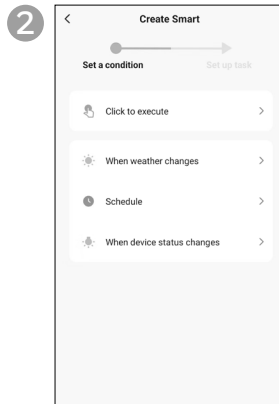 2
Create Smart
Set a condition Set up task
Click to execute
When weather changes
Schedule
When device status changes